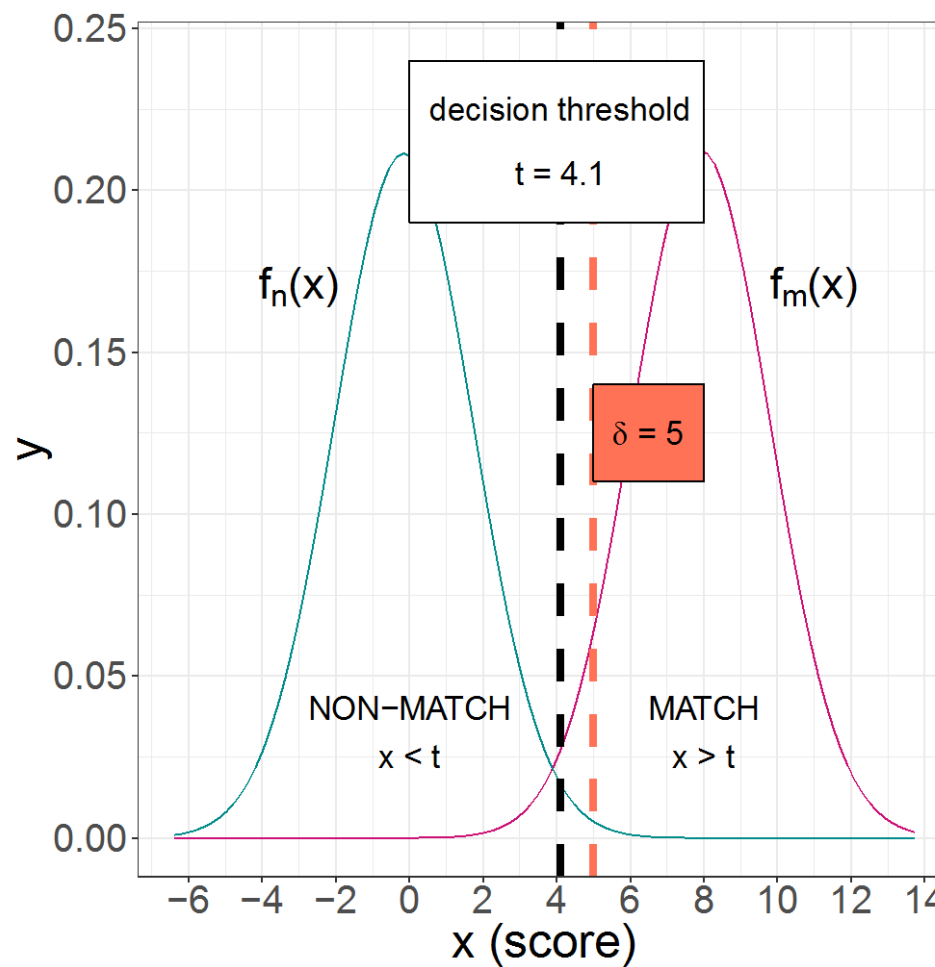 0.25
decision threshold
t = 4.1
0.20
fn(x)
fm(x)
0.15
δ = 5
y
0.10
0.05
NON−MATCH
MATCH
x < t
x > t
0.00
−6 −4 −2 0 2 4 6 8 10 12 14
x (score)